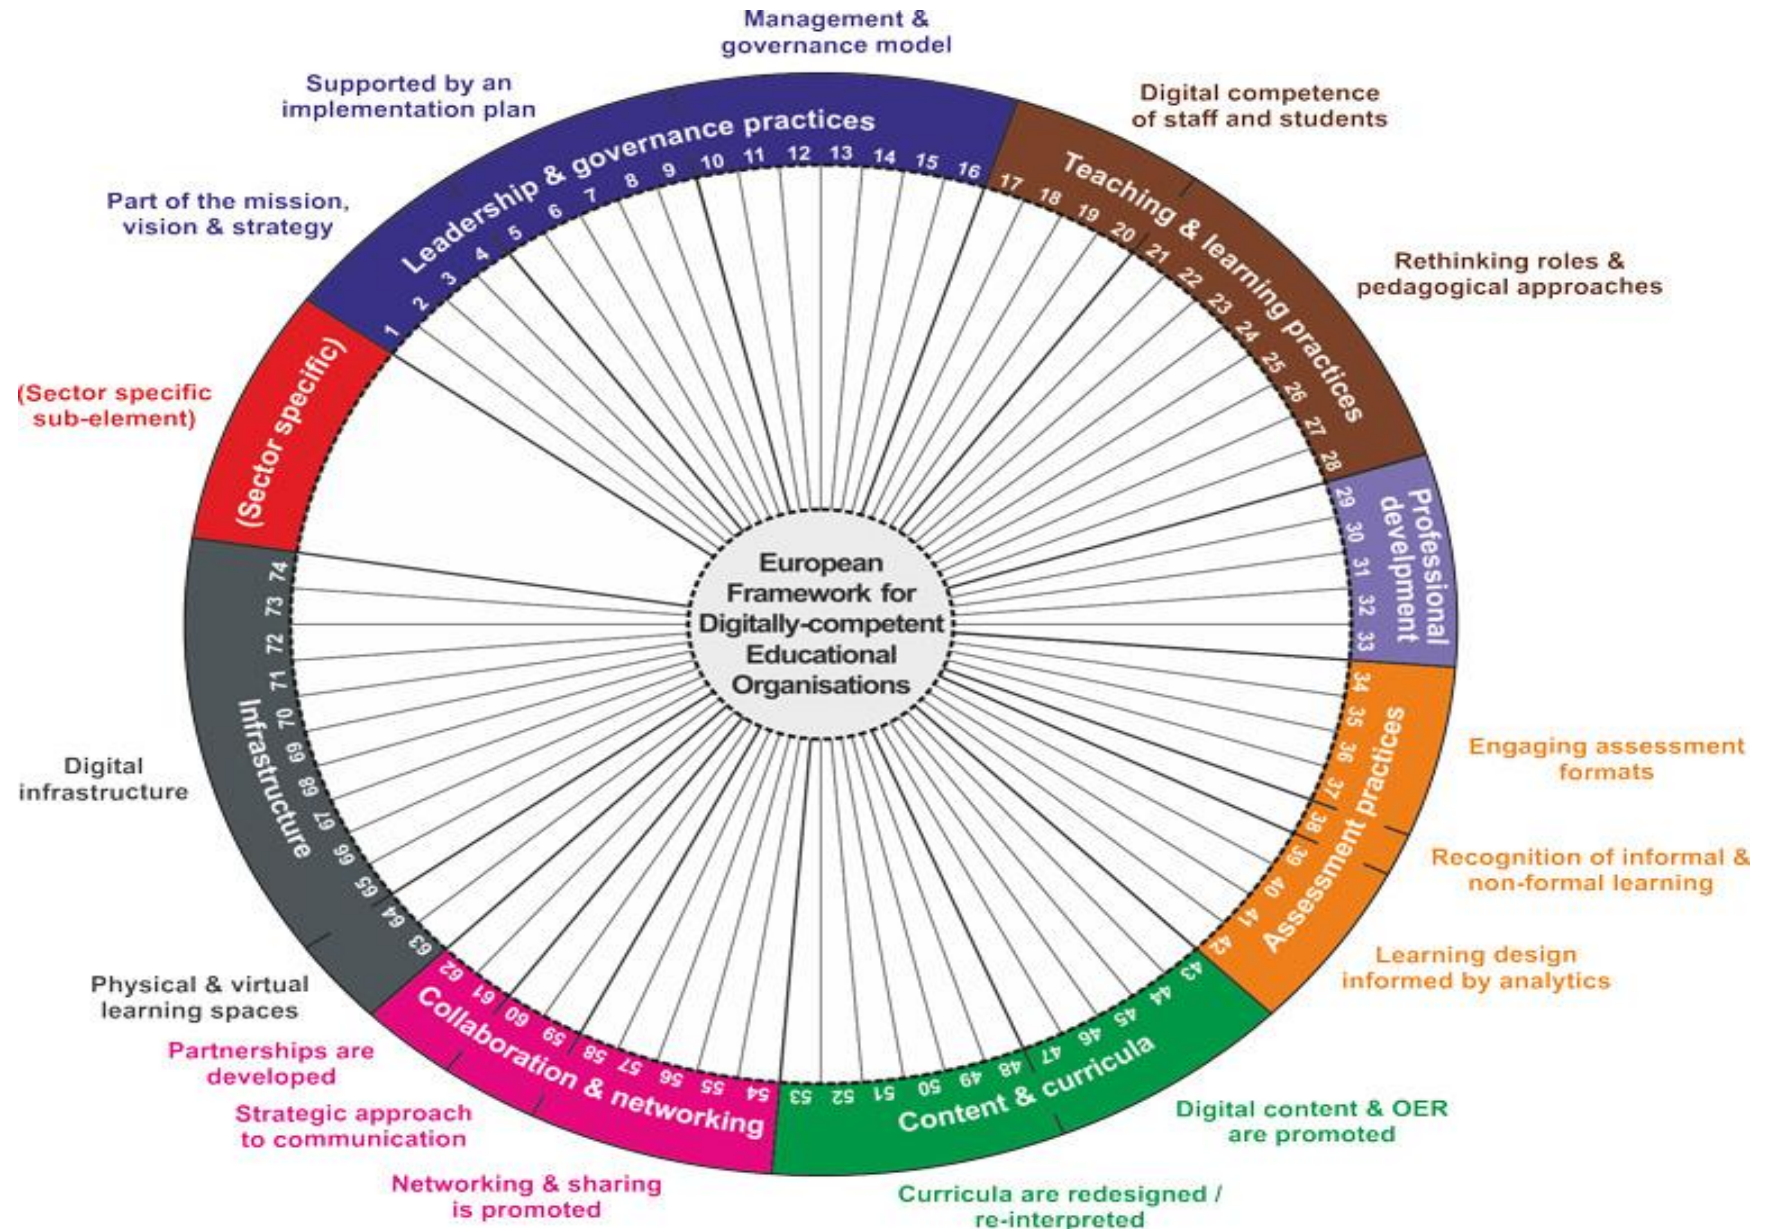 Management &
governance model
Supported by an
implementation plan
Digital competence
of staff and students
Part of the mission,
vision & strategy
Rethinking roles &
pedagogical approaches
(Sector specific
sub-element)
Leadership & governance practices
Teaching & learning practices
Professional
develpment
Assessment practices
Content & curricula
Collaboration & networking
Infrastructure
(Sector specific)
1
2
3
4
5
6
7
8
9
10
11
12
13
14
15
16
17
18
19
20
21
22
23
24
25
26
27
28
29
30
31
32
33
34
35
36
37
38
39
40
41
42
43
44
45
46
47
48
49
50
51
52
53
54
55
56
57
58
59
60
61
62
63
64
65
66
67
68
69
70
71
72
73
74
European
Framework for
Digitally-competent
Educational
Organisations
Engaging assessment
formats
Digital
infrastructure
Recognition of informal &
non-formal learning
Learning design
informed by analytics
Physical & virtual
learning spaces
Partnerships are
developed
Strategic approach
to communication
Digital content & OER
are promoted
Networking & sharing
is promoted
Curricula are redesigned /
re-interpreted